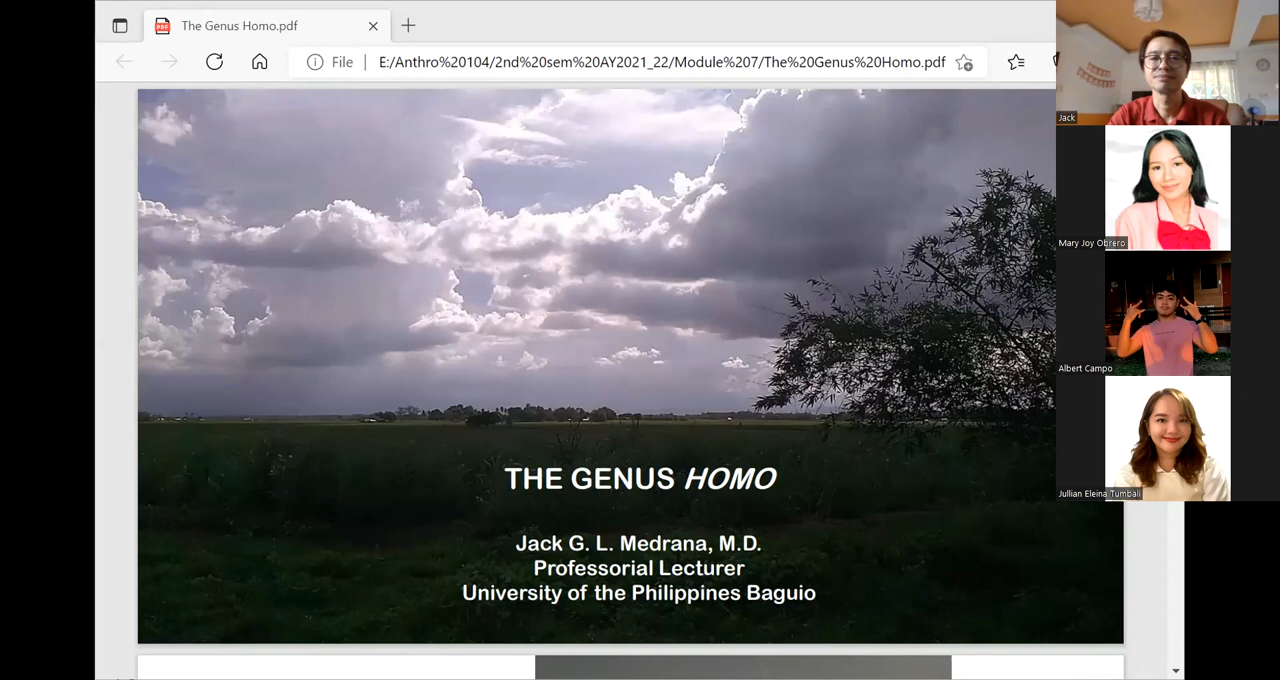 The Genus Homo.pdf
File
E:/Anthro%20104/2nd%20sem%20AY2021_22/Module%207/The%20Genus%20Homo.pdf
THE GENUS HOMO
Jack G. L. Medrana, M.D.
Professorial Lecturer
University of the Philippines Baguio
Jack
Mary Joy Obrero
Albert Campo
Jullian Eleina Tumbali